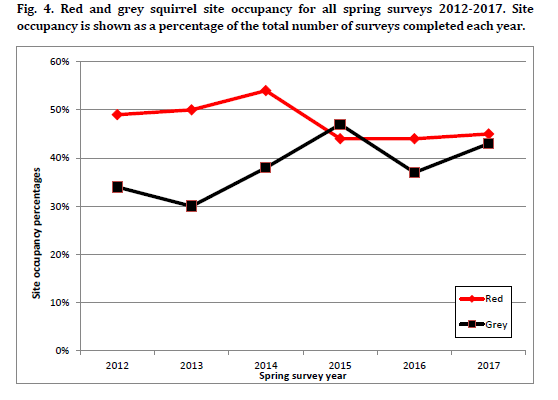 Fig. 4. Red and grey squirrel site occupancy for all spring surveys 2012-2017. Site
occupancy is shown as a percentage of the total number of surveys completed each year.
60%
50%
40%
30%
20%
10%
0%
Site occupancy percentages
Red
Grey
2012 2013 2014 2015 2016 2017
Spring survey year